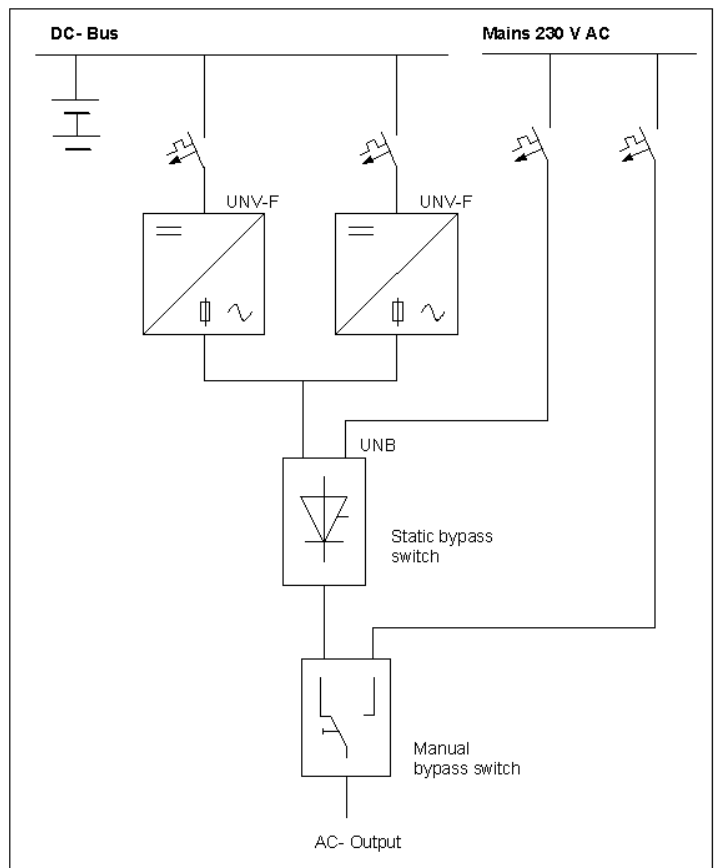 DC- Bus
Mains 230 V AC
UNV-F
UNV-F
UNB
Static bypass
switch
Manual
bypass switch
AC- Output